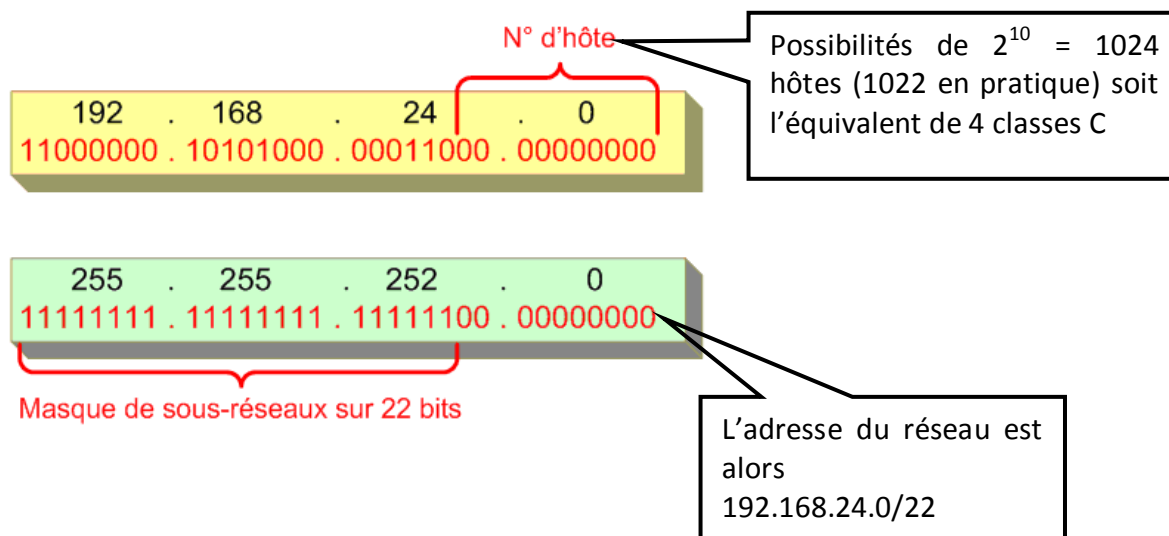 N° d'hôte
Possibilités de 2^10 = 1024
hôtes (1022 en pratique) soit
l'équivalent de 4 classes C
192 . 168 . 24 . 0
11000000 . 10101000 . 00011000 . 00000000
255 . 255 . 252 . 0
11111111 . 11111111 . 11111100 . 00000000
Masque de sous-réseaux sur 22 bits
L'adresse du réseau est
alors
192.168.24.0/22